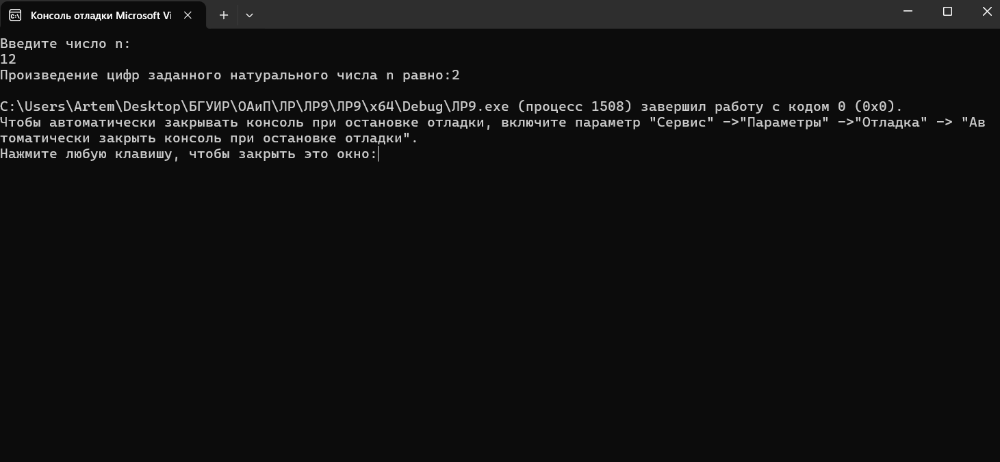 Консоль отладки Microsoft Vi
Введите число n:
12
Произведение цифр заданного натурального числа n равно:2
C:\Users\Artem\Desktop\БГУИР\ОАиП\ЛР\ЛР9\ЛР9\x64\Debug\ЛР9.exe (процесс 1508) завершил работу с кодом 0 (0x0).
Чтобы автоматически закрывать консоль при остановке отладки, включите параметр "Сервис" ->"Параметры" ->"Отладка" -> "Ав
томатически закрыть консоль при остановке отладки".
Нажмите любую клавишу, чтобы закрыть это окно: